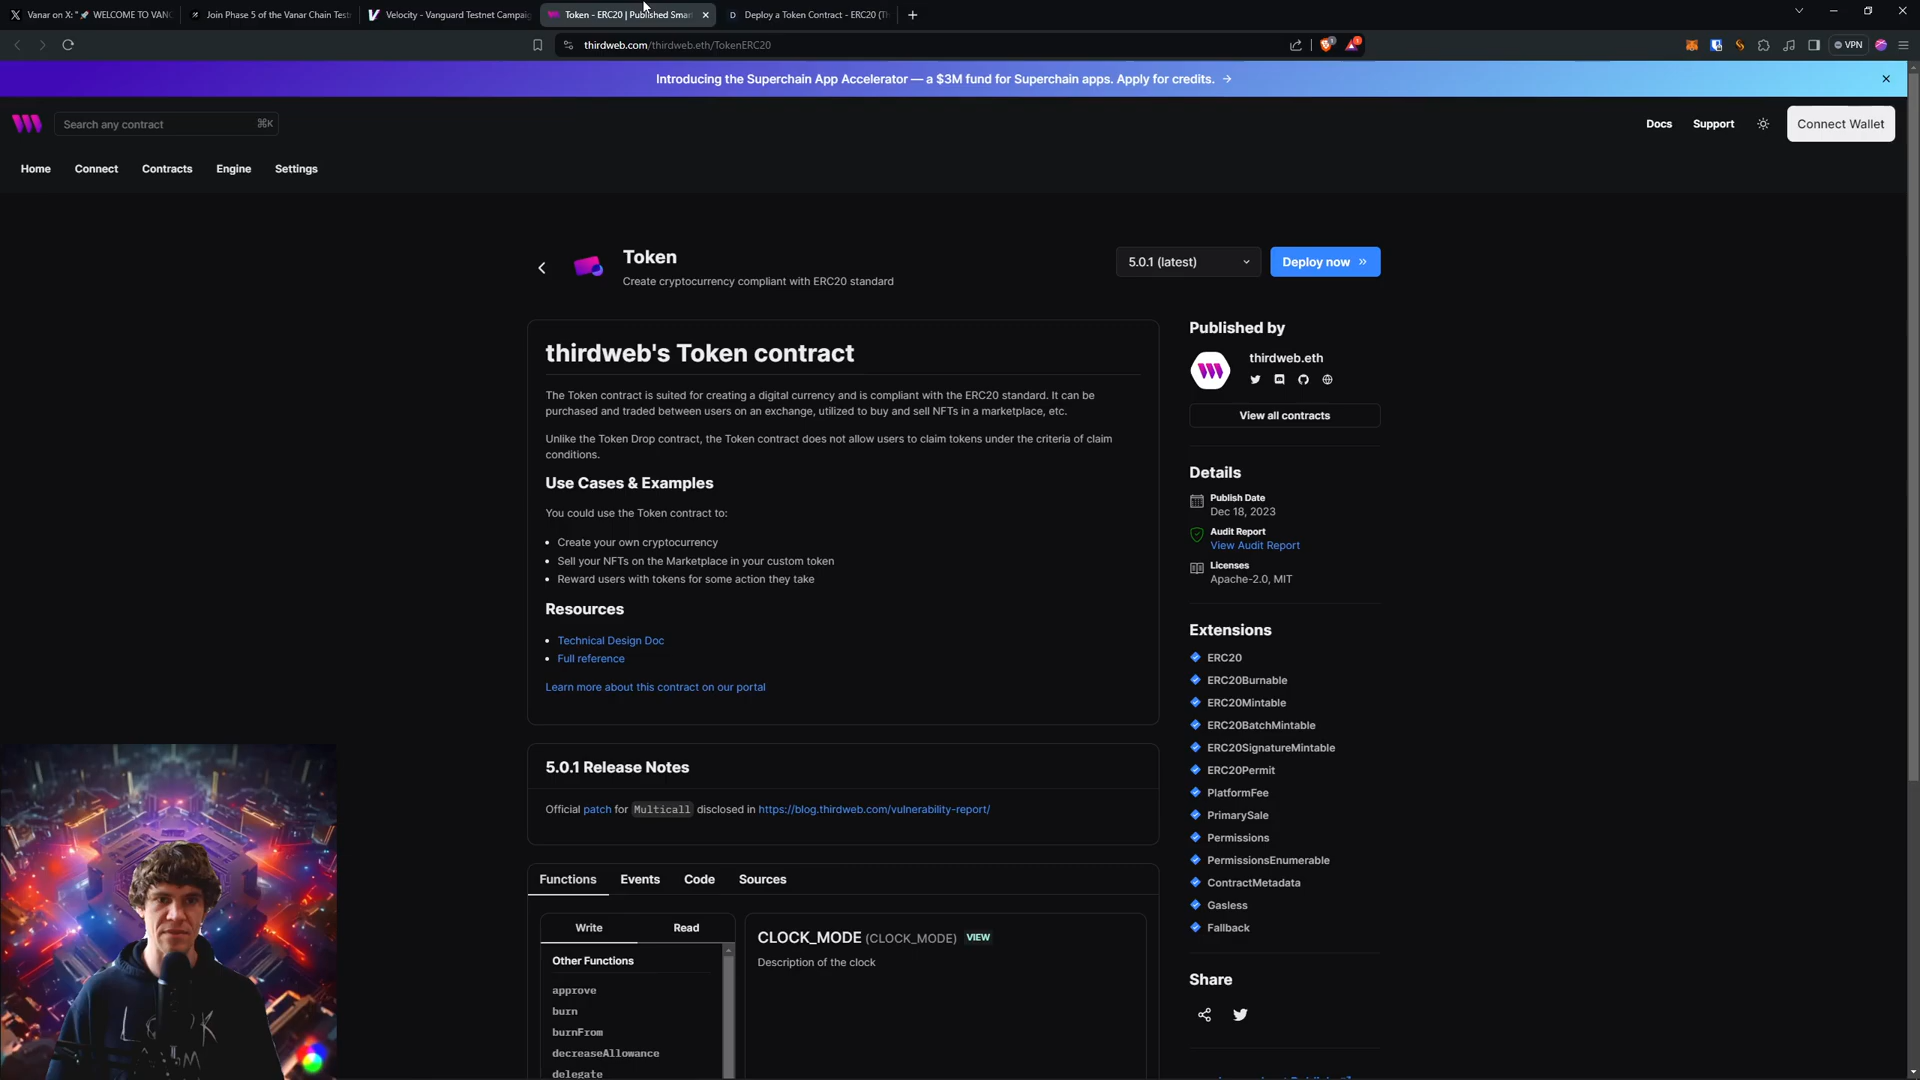 Vanar on X: "🚀 WELCOME TO VAN
Join Phase 5 of the Vanar Chain Test
Velocity - Vanguard Testnet Campaig
Token - ERC20 | Published Smar
Deploy a Token Contract - ERC20 (Th
thirdweb.com/thirdweb.eth/TokenERC20
VPN
Introducing the Superchain App Accelerator — a $3M fund for Superchain apps. Apply for credits. →
Search any contract
⌘K
Docs
Support
Connect Wallet
Home
Connect
Contracts
Engine
Settings
Token
Create cryptocurrency compliant with ERC20 standard
5.0.1 (latest)
Deploy now
thirdweb's Token contract
The Token contract is suited for creating a digital currency and is compliant with the ERC20 standard. It can be
purchased and traded between users on an exchange, utilized to buy and sell NFTs in a marketplace, etc.
Unlike the Token Drop contract, the Token contract does not allow users to claim tokens under the criteria of claim
conditions.
Use Cases & Examples
You could use the Token contract to:
• Create your own cryptocurrency
• Sell your NFTs on the Marketplace in your custom token
• Reward users with tokens for some action they take
Resources
• Technical Design Doc
• Full reference
Learn more about this contract on our portal
5.0.1 Release Notes
Official patch for Multicall disclosed in https://blog.thirdweb.com/vulnerability-report/
Functions
Events
Code
Sources
Write
Read
Other Functions
approve
burn
burnFrom
decreaseAllowance
delegate
CLOCK_MODE (CLOCK_MODE) VIEW
Description of the clock
Published by
thirdweb.eth
View all contracts
Details
Publish Date
Dec 18, 2023
Audit Report
View Audit Report
Licenses
Apache-2.0, MIT
Extensions
ERC20
ERC20Burnable
ERC20Mintable
ERC20BatchMintable
ERC20SignatureMintable
ERC20Permit
PlatformFee
PrimarySale
Permissions
PermissionsEnumerable
ContractMetadata
Gasless
Fallback
Share